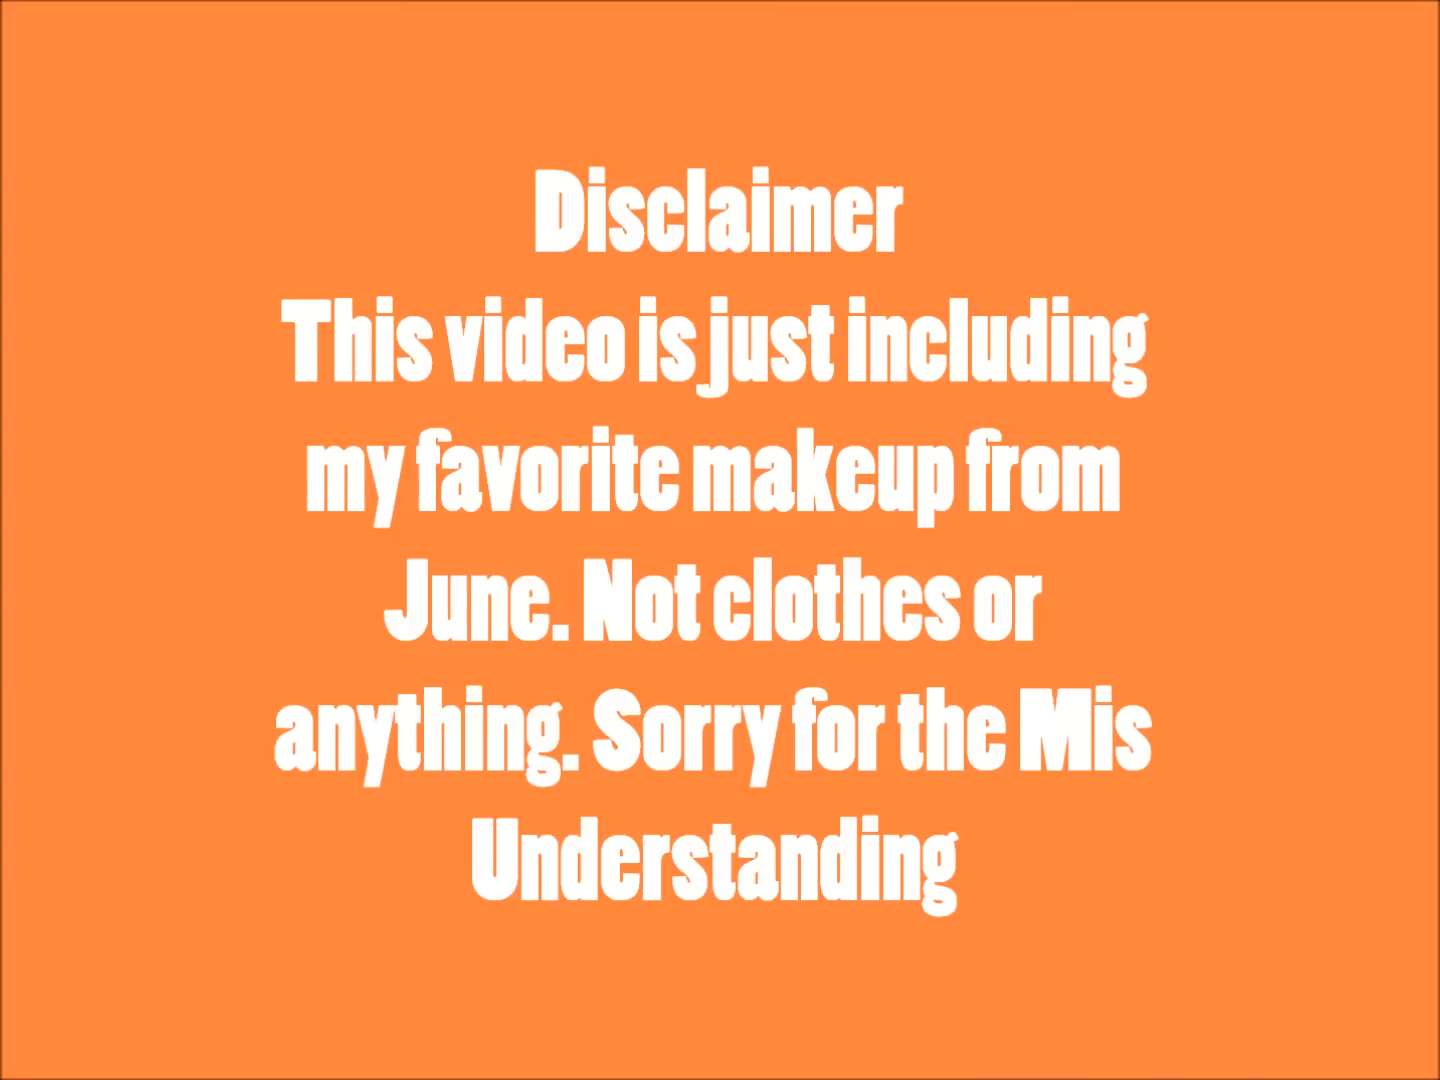 Disclaimer
This video is just including
my favorite makeup from
June. Not clothes or
anything. Sorry for the Mis
Understanding